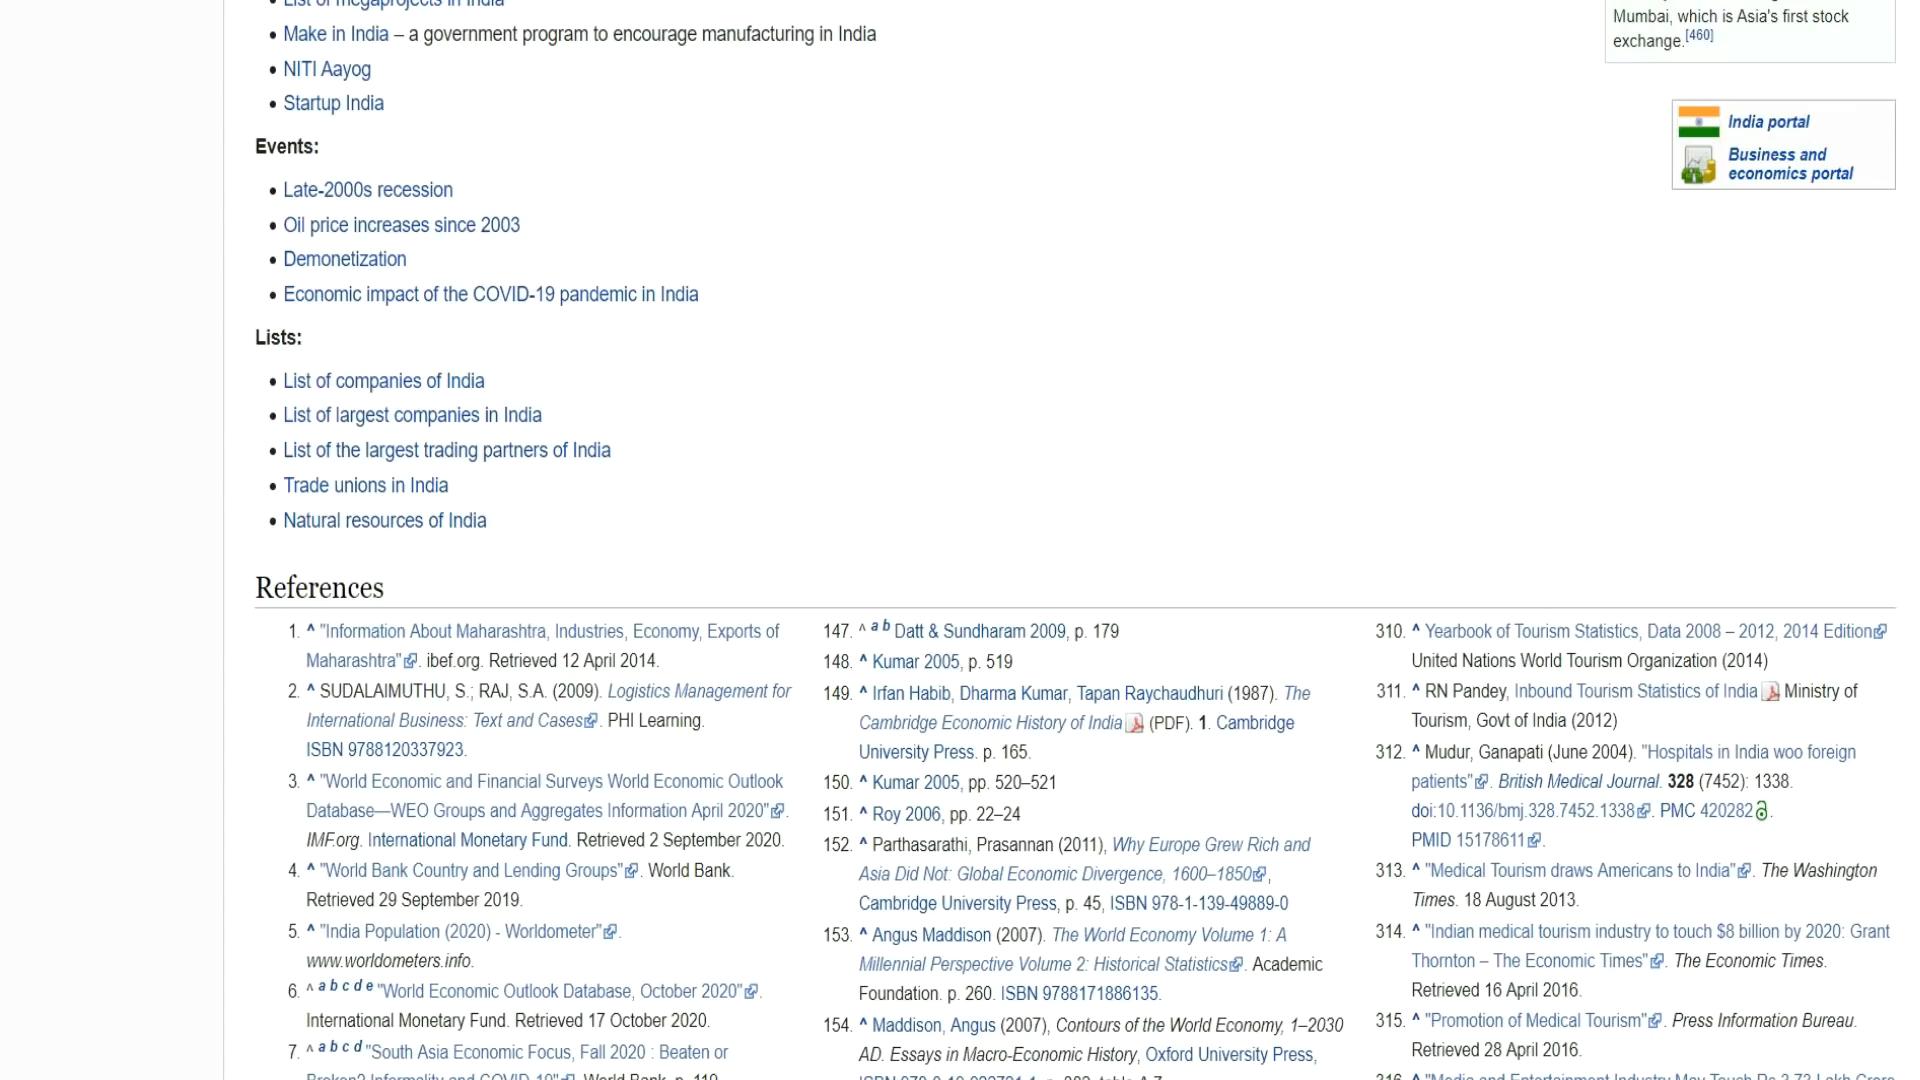 List of megaprojects in India
• Make in India – a government program to encourage manufacturing in India
• NITI Aayog
• Startup India
Events:
• Late-2000s recession
• Oil price increases since 2003
• Demonetization
• Economic impact of the COVID-19 pandemic in India
Lists:
• List of companies of India
• List of largest companies in India
• List of the largest trading partners of India
• Trade unions in India
• Natural resources of India
Mumbai, which is Asia's first stock
exchange.[460]
India portal
Business and
economics portal
References
1. ^ "Information About Maharashtra, Industries, Economy, Exports of
Maharashtra". ibef.org. Retrieved 12 April 2014.
2. ^ SUDALAIMUTHU, S.; RAJ, S.A. (2009). Logistics Management for
International Business: Text and Cases. PHI Learning.
ISBN 9788120337923.
3. ^ "World Economic and Financial Surveys World Economic Outlook
Database—WEO Groups and Aggregates Information April 2020".
IMF.org. International Monetary Fund. Retrieved 2 September 2020.
4. ^ "World Bank Country and Lending Groups". World Bank.
Retrieved 29 September 2019.
5. ^ "India Population (2020) - Worldometer".
www.worldometers.info.
6. ^ a b c d e "World Economic Outlook Database, October 2020".
International Monetary Fund. Retrieved 17 October 2020.
7. ^ a b c d "South Asia Economic Focus, Fall 2020 : Beaten or
Broken? Informality and COVID-19". World Bank. p. 110.
147. ^ a b Datt & Sundharam 2009, p. 179
148. ^ Kumar 2005, p. 519
149. ^ Irfan Habib, Dharma Kumar, Tapan Raychaudhuri (1987). The
Cambridge Economic History of India (PDF). 1. Cambridge
University Press. p. 165.
150. ^ Kumar 2005, pp. 520–521
151. ^ Roy 2006, pp. 22–24
152. ^ Parthasarathi, Prasannan (2011), Why Europe Grew Rich and
Asia Did Not: Global Economic Divergence, 1600–1850,
Cambridge University Press, p. 45, ISBN 978-1-139-49889-0
153. ^ Angus Maddison (2007). The World Economy Volume 1: A
Millennial Perspective Volume 2: Historical Statistics. Academic
Foundation. p. 260. ISBN 9788171886135.
154. ^ Maddison, Angus (2007), Contours of the World Economy, 1–2030
AD. Essays in Macro-Economic History, Oxford University Press,
310. ^ Yearbook of Tourism Statistics, Data 2008 – 2012, 2014 Edition
United Nations World Tourism Organization (2014)
311. ^ RN Pandey, Inbound Tourism Statistics of India Ministry of
Tourism, Govt of India (2012)
312. ^ Mudur, Ganapati (June 2004). "Hospitals in India woo foreign
patients". British Medical Journal. 328 (7452): 1338.
doi:10.1136/bmj.328.7452.1338. PMC 420282.
PMID 15178611.
313. ^ "Medical Tourism draws Americans to India". The Washington
Times. 18 August 2013.
314. ^ "Indian medical tourism industry to touch $8 billion by 2020: Grant
Thornton – The Economic Times". The Economic Times.
Retrieved 16 April 2016.
315. ^ "Promotion of Medical Tourism". Press Information Bureau.
Retrieved 28 April 2016.